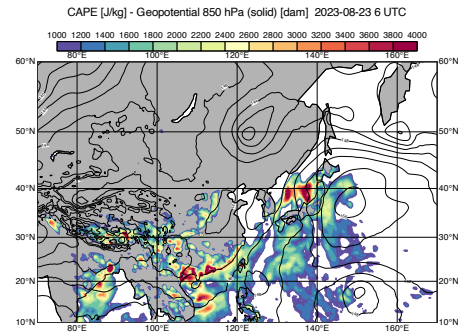 CAPE [J/kg] - Geopotential 850 hPa (solid) [dam] 2023-08-23 6 UTC
1000 1200 1400 1600 1800 2000 2200 2400 2600 2800 3000 3200 3400 3600 3800 4000
80°E 100°E 120°E 140°E 160°E
60°N 60°N
50°N 50°N
40°N 40°N
30°N 30°N
20°N 20°N
10°N 10°N
80°E 100°E 120°E 140°E 160°E